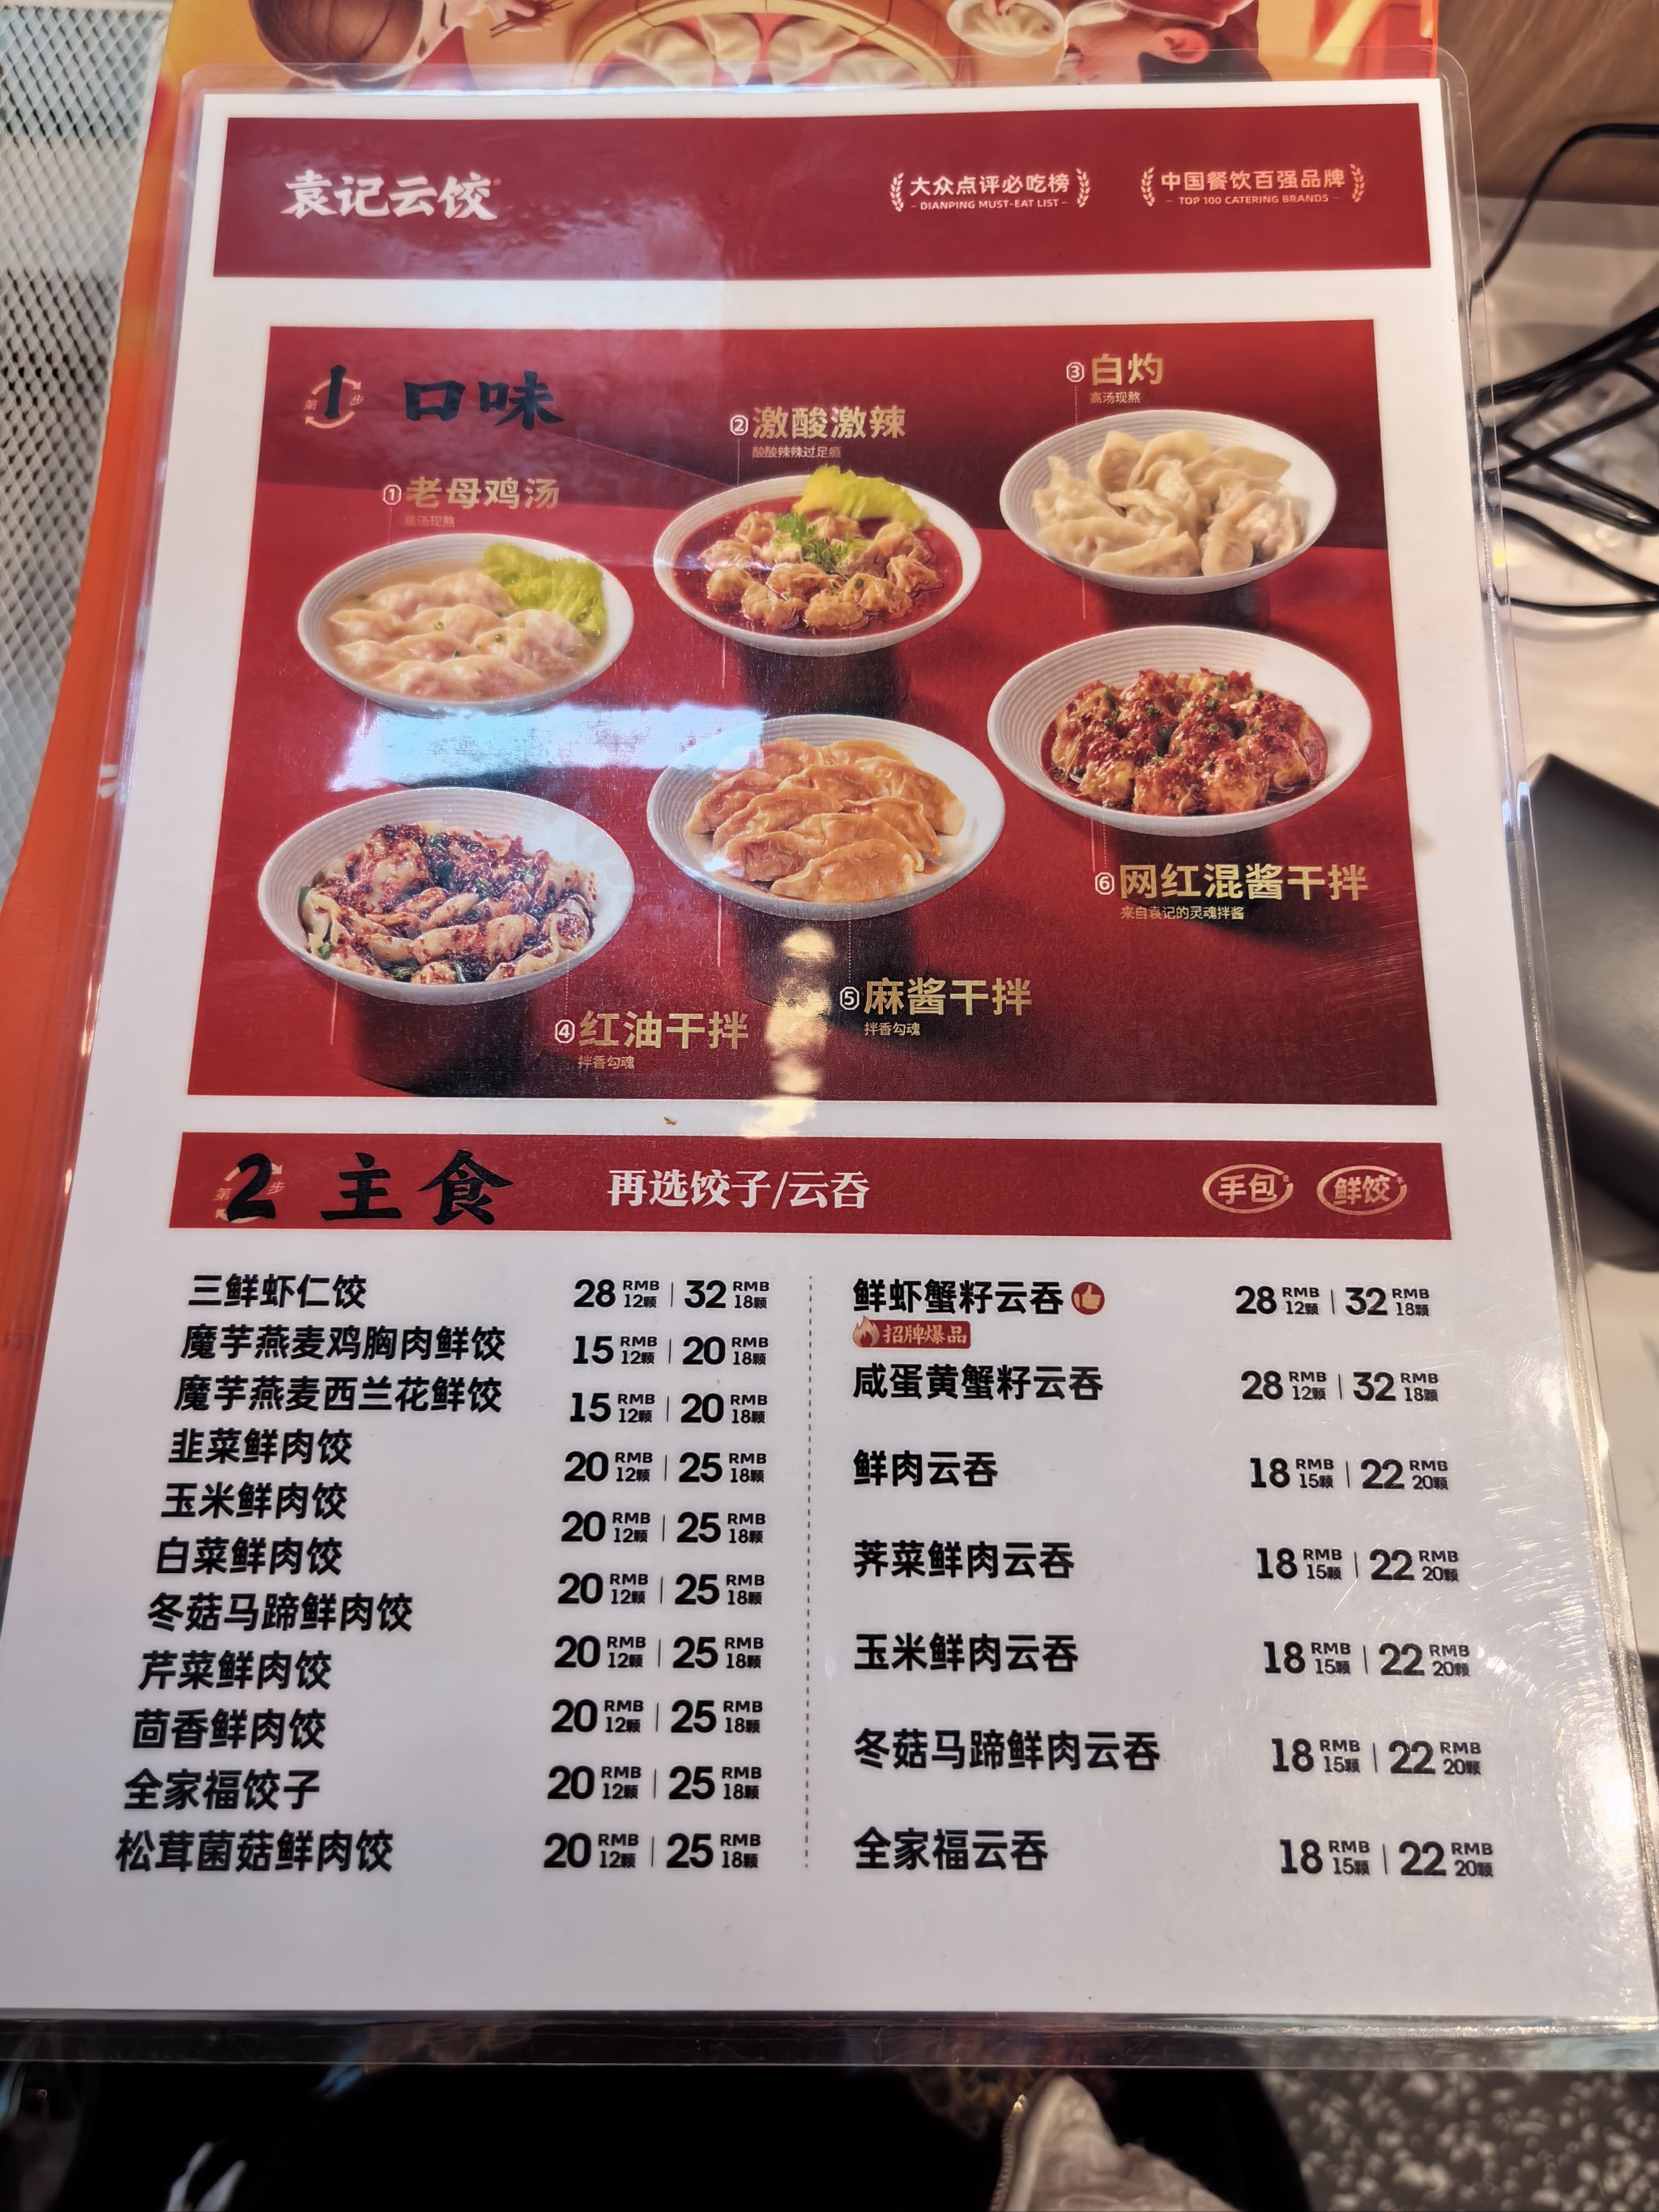 袁记云饺
大众点评必吃榜
DIANPING MUST-EAT LIST
中国餐饮百强品牌
TOP 100 CATERING BRANDS
第1步 口味
①老母鸡汤
高汤现熬
②激酸激辣
酸酸辣辣过足瘾
③白灼
高汤现熬
④红油干拌
拌香勾魂
⑤麻酱干拌
拌香勾魂
⑥网红混酱干拌
来自袁记的灵魂拌酱
第2步 主食 再选饺子/云吞 手包 鲜饺
三鲜虾仁饺 28 RMB 12颗 | 32 RMB 18颗
魔芋燕麦鸡胸肉鲜饺 15 RMB 12颗 | 20 RMB 18颗
魔芋燕麦西兰花鲜饺 15 RMB 12颗 | 20 RMB 18颗
韭菜鲜肉饺 20 RMB 12颗 | 25 RMB 18颗
玉米鲜肉饺 20 RMB 12颗 | 25 RMB 18颗
白菜鲜肉饺 20 RMB 12颗 | 25 RMB 18颗
冬菇马蹄鲜肉饺 20 RMB 12颗 | 25 RMB 18颗
芹菜鲜肉饺 20 RMB 12颗 | 25 RMB 18颗
茴香鲜肉饺 20 RMB 12颗 | 25 RMB 18颗
全家福饺子 20 RMB 12颗 | 25 RMB 18颗
松茸菌菇鲜肉饺
鲜虾蟹籽云吞 28 RMB 12颗 | 32 RMB 18颗
招牌爆品
咸蛋黄蟹籽云吞 28 RMB 12颗 | 32 RMB 18颗
鲜肉云吞 18 RMB 15颗 | 22 RMB 20颗
荠菜鲜肉云吞 18 RMB 15颗 | 22 RMB 20颗
玉米鲜肉云吞 18 RMB 15颗 | 22 RMB 20颗
冬菇马蹄鲜肉云吞 18 RMB 15颗 | 22 RMB 20颗
全家福云吞 18 RMB 15颗 | 22 RMB 20颗